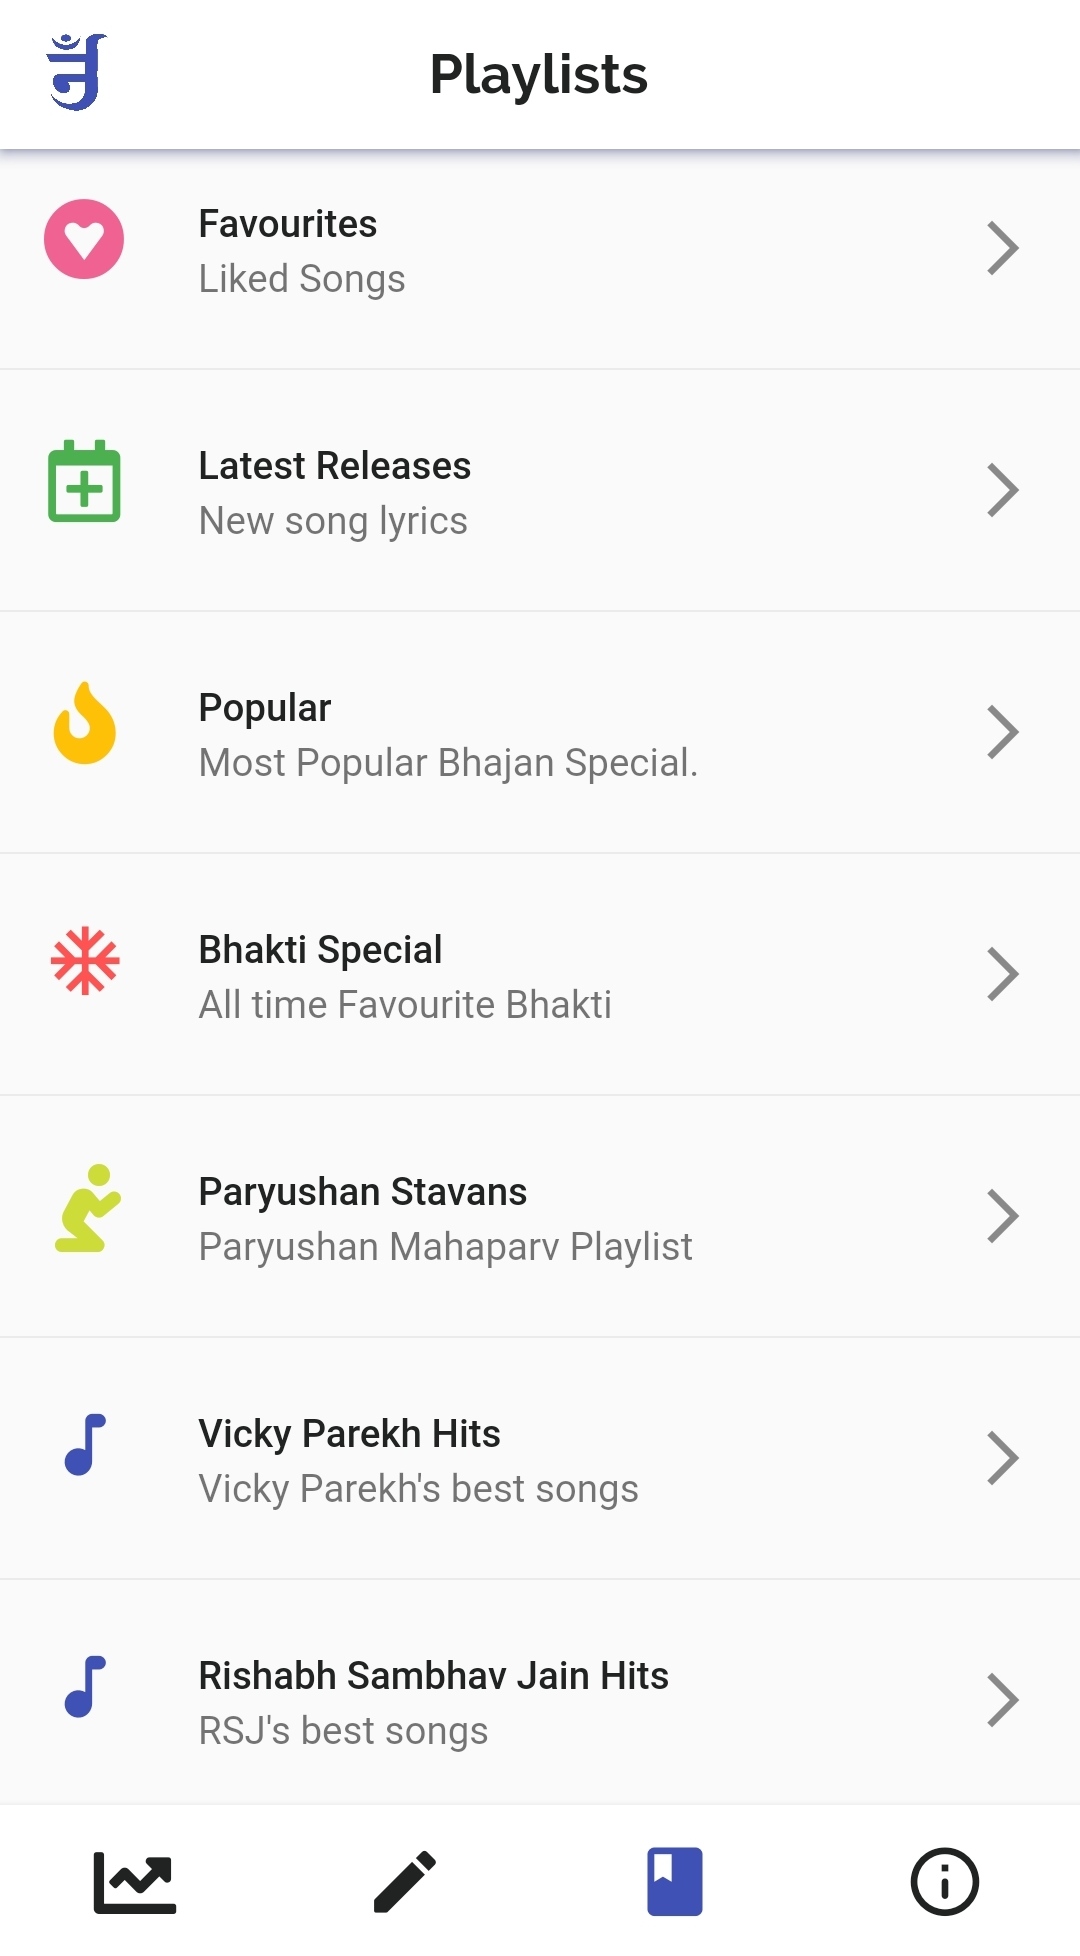 ॐ
Playlists
Favourites
Liked Songs
Latest Releases
New song lyrics
Popular
Most Popular Bhajan Special.
Bhakti Special
All time Favourite Bhakti
Paryushan Stavans
Paryushan Mahaparv Playlist
Vicky Parekh Hits
Vicky Parekh's best songs
Rishabh Sambhav Jain Hits
RSJ's best songs